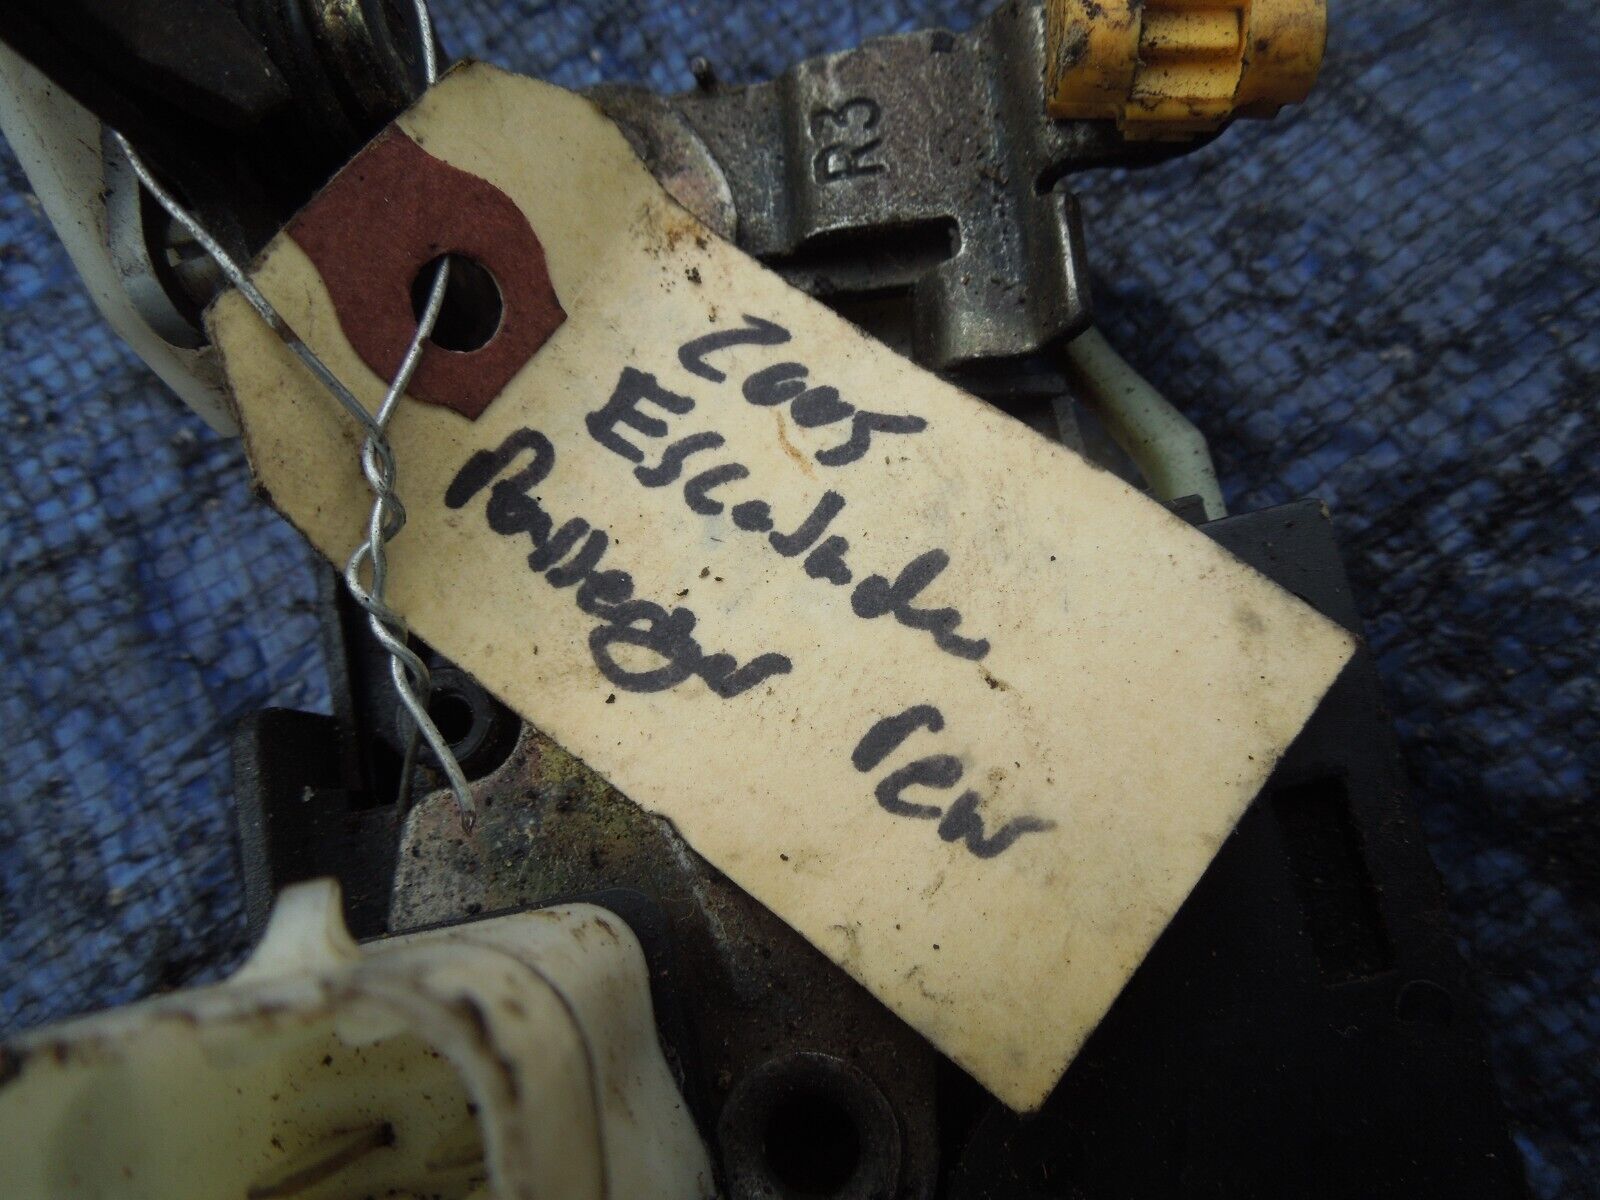 R3
2005
Escalade
Passenger rear